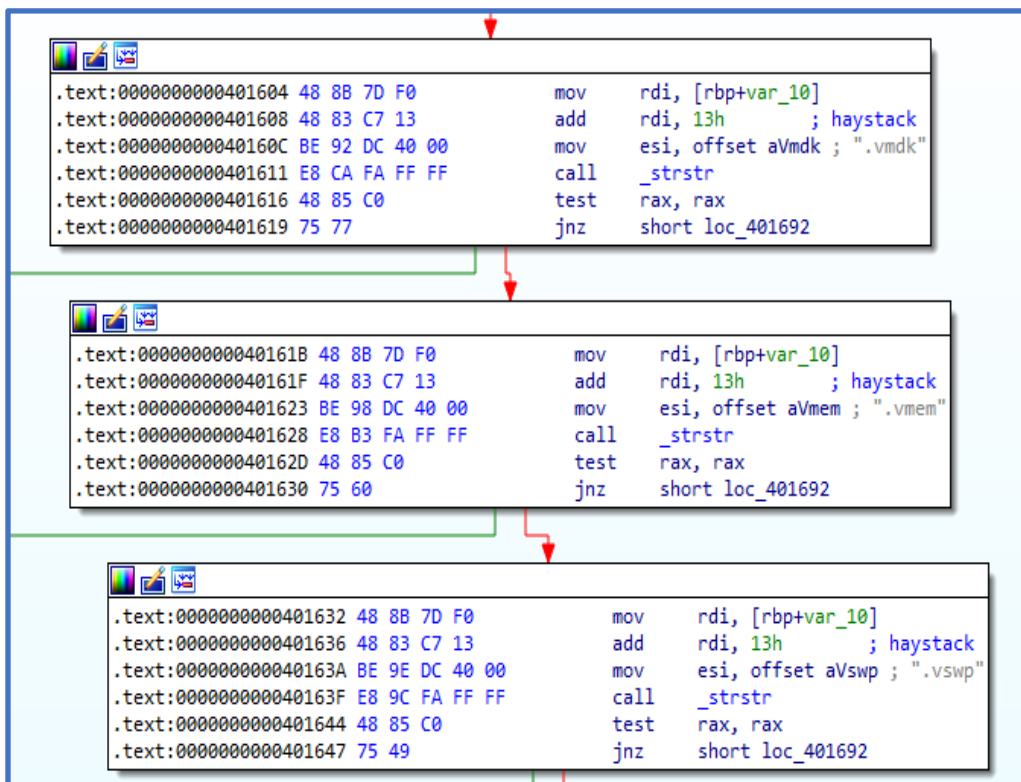 .text:0000000000401604 48 8B 7D F0 mov rdi, [rbp+var_10]
.text:0000000000401608 48 83 C7 13 add rdi, 13h ; haystack
.text:000000000040160C BE 92 DC 40 00 mov esi, offset aVmdk ; ".vmdk"
.text:0000000000401611 E8 CA FA FF FF call _strstr
.text:0000000000401616 48 85 C0 test rax, rax
.text:0000000000401619 75 77 jnz short loc_401692
.text:000000000040161B 48 8B 7D F0 mov rdi, [rbp+var_10]
.text:000000000040161F 48 83 C7 13 add rdi, 13h ; haystack
.text:0000000000401623 BE 98 DC 40 00 mov esi, offset aVmem ; ".vmem"
.text:0000000000401628 E8 B3 FA FF FF call _strstr
.text:000000000040162D 48 85 C0 test rax, rax
.text:0000000000401630 75 60 jnz short loc_401692
.text:0000000000401632 48 8B 7D F0 mov rdi, [rbp+var_10]
.text:0000000000401636 48 83 C7 13 add rdi, 13h ; haystack
.text:000000000040163A BE 9E DC 40 00 mov esi, offset aVswp ; ".vswp"
.text:000000000040163F E8 9C FA FF FF call _strstr
.text:0000000000401644 48 85 C0 test rax, rax
.text:0000000000401647 75 49 jnz short loc_401692